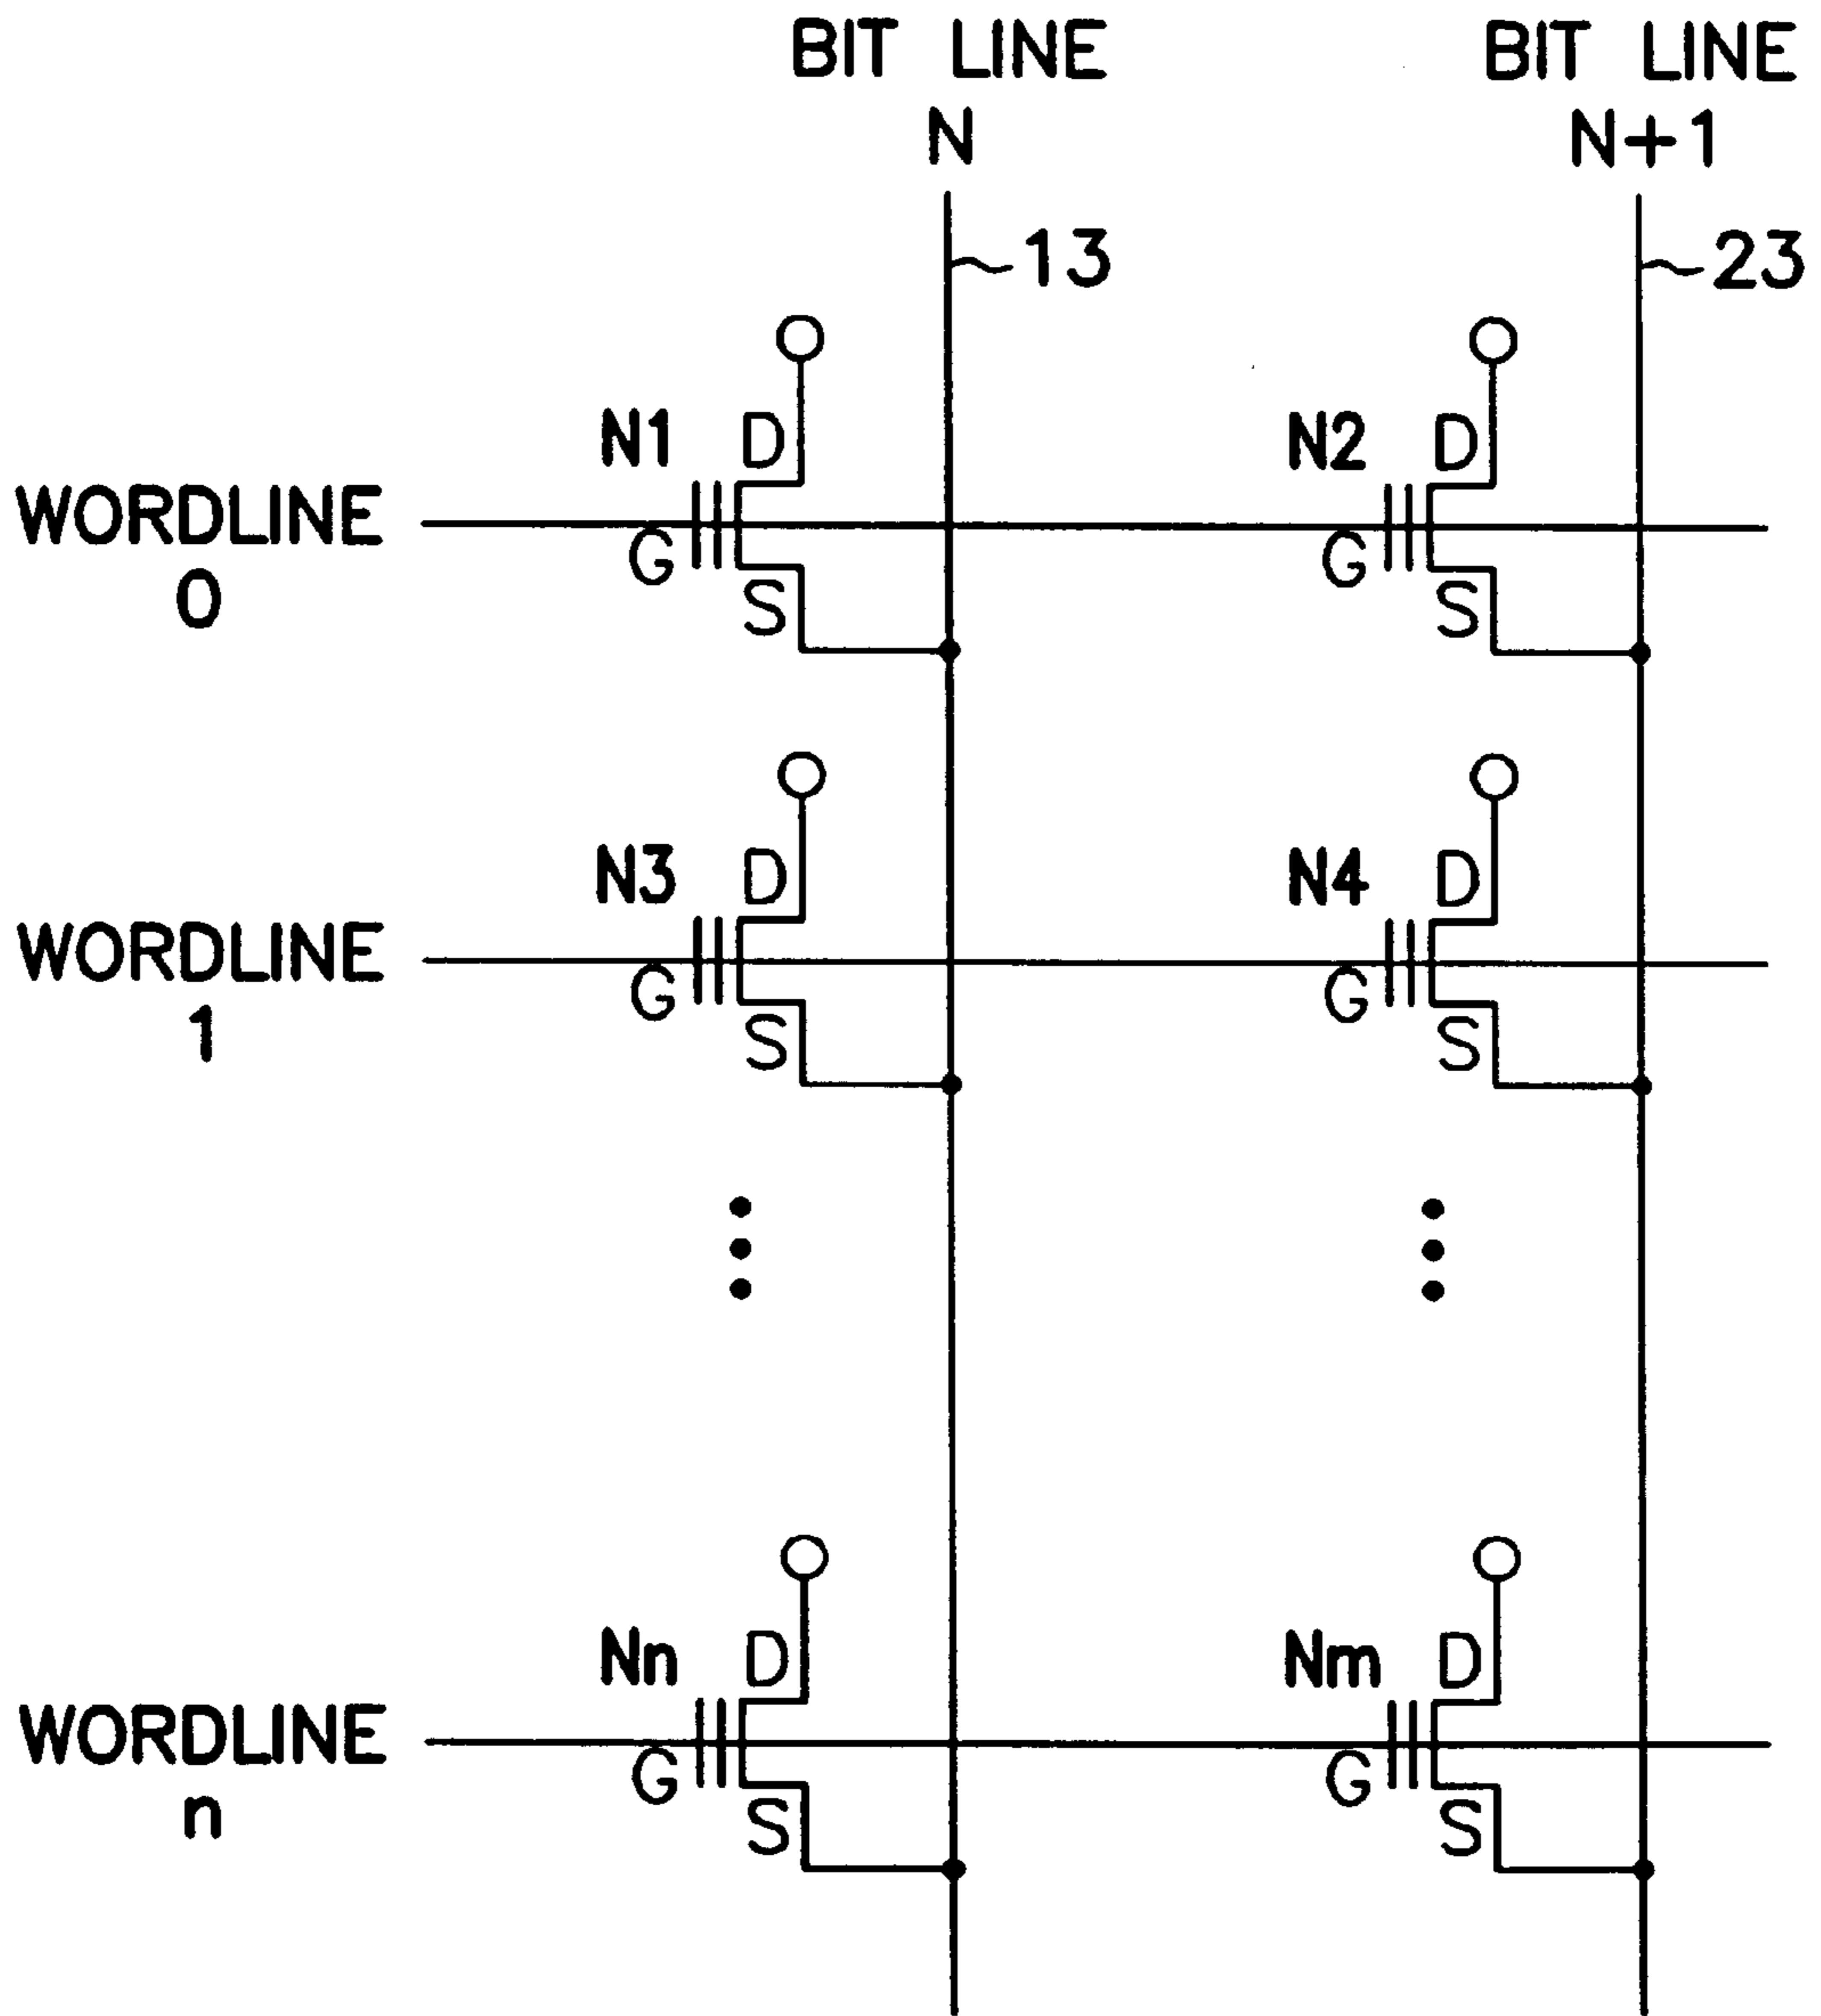 BIT LINE BIT LINE
N N+1
13 23
N1 D N2 D
WORDLINE
G G
0 S S
N3 D N4 D
WORDLINE
G G
1 S S
Nn D Nm D
WORDLINE
G G
n S S